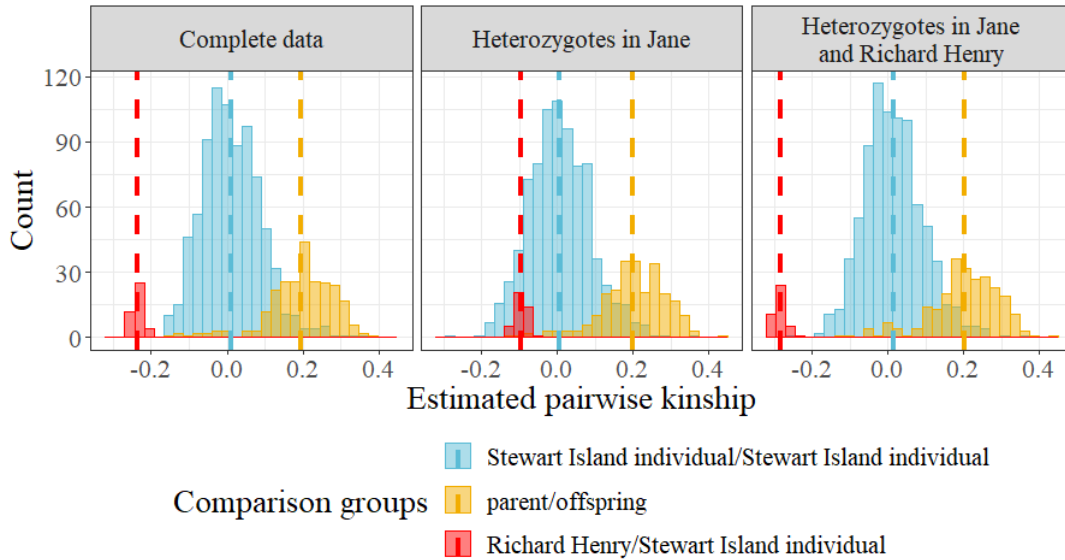 Complete data
Heterozygotes in Jane
Heterozygotes in Jane
and Richard Henry
120
90
60
30
0
Count
-0.2 0.0 0.2 0.4
-0.2 0.0 0.2 0.4
-0.2 0.0 0.2 0.4
Estimated pairwise kinship
Comparison groups
Stewart Island individual/Stewart Island individual
parent/offspring
Richard Henry/Stewart Island individual